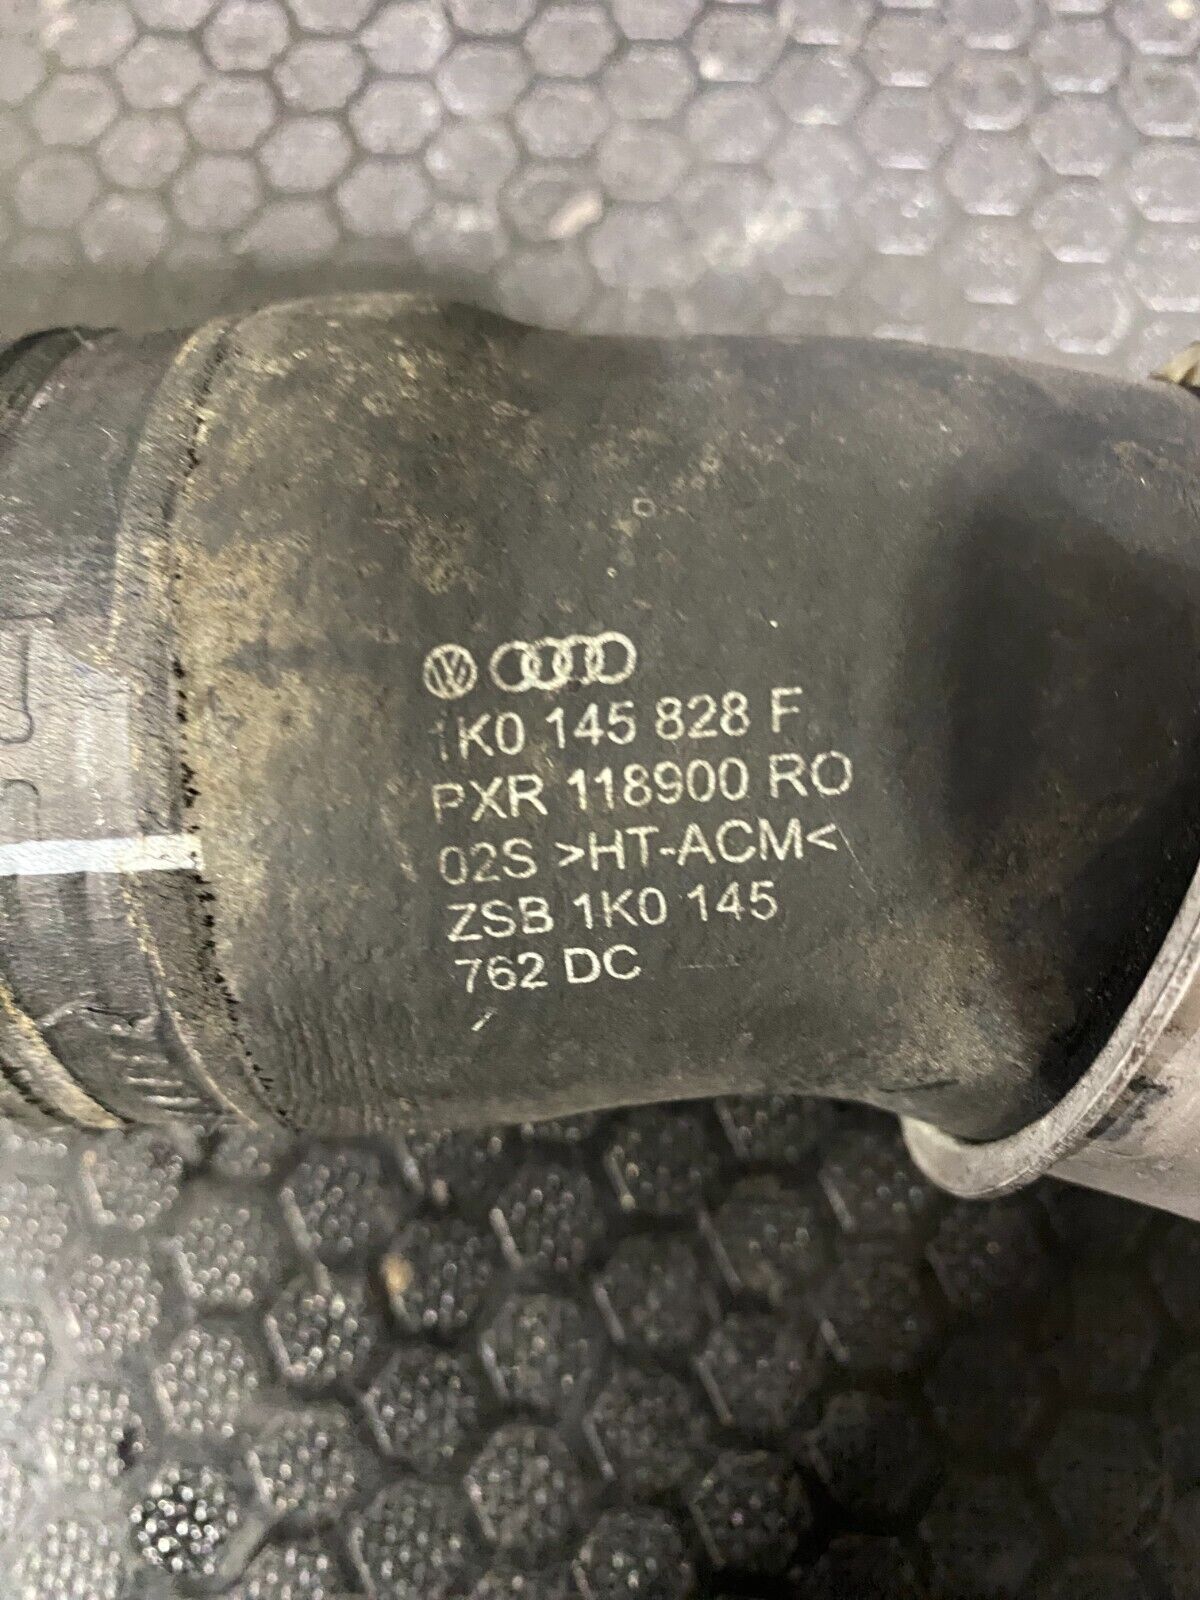 1K0 145 828 F
PXR 118900 RO
02S >HT-ACM<
ZSB 1K0 145
762 DC